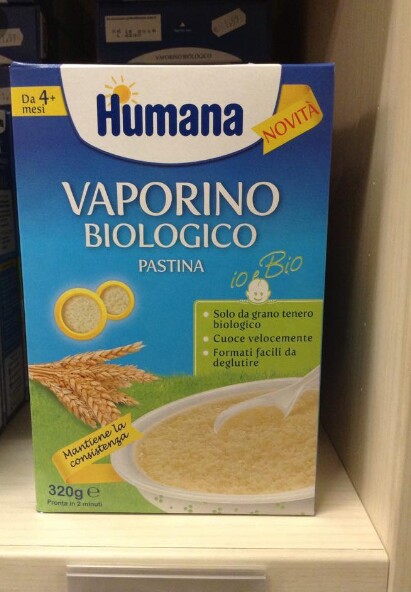 Da 4+
mesi
Humana
NOVITÀ
VAPORINO
BIOLOGICO
PASTINA
io e Bio
• Solo da grano tenero
biologico
• Cuoce velocemente
• Formati facili da
deglutire
Mantiene la
consistenza
320g ℮
Pronta in 2 minuti